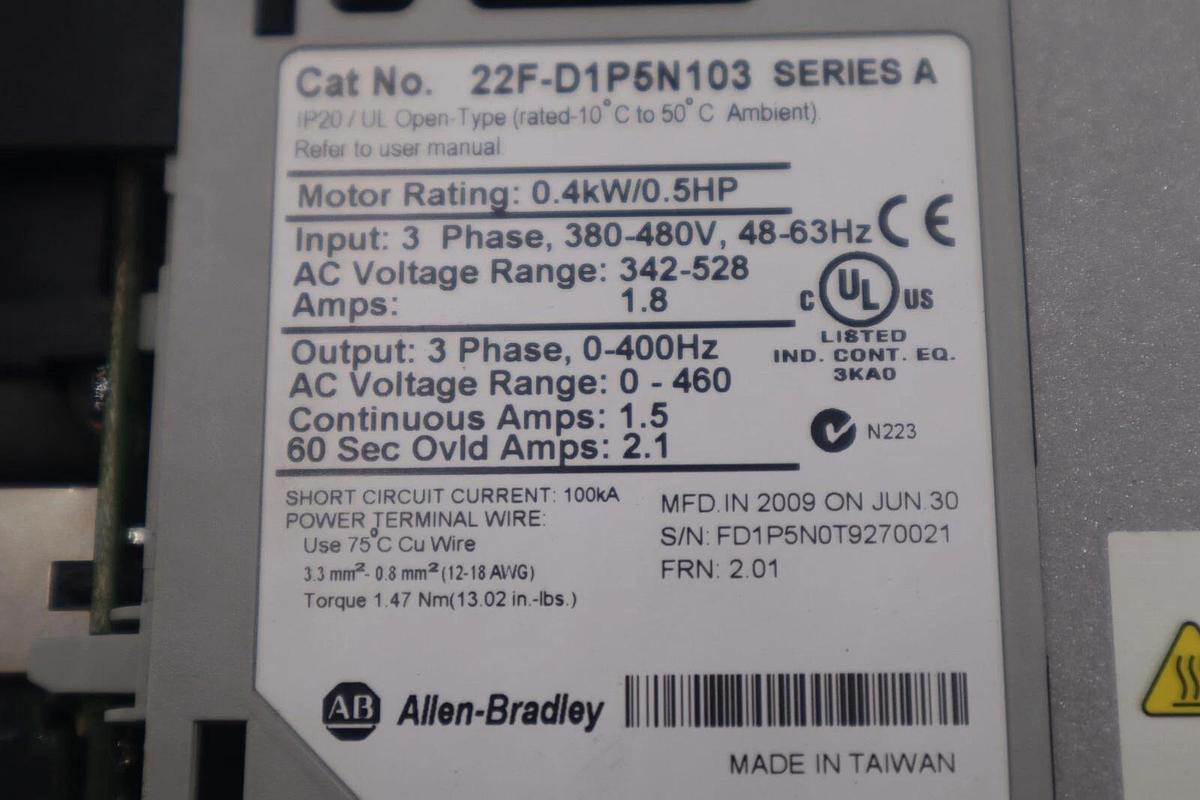 Cat No. 22F-D1P5N103 SERIES A
IP20 / UL Open-Type (rated-10°C to 50°C Ambient)
Refer to user manual
Motor Rating: 0.4kW/0.5HP
Input: 3 Phase, 380-480V, 48-63Hz
CE
AC Voltage Range: 342-528
Amps: 1.8
C UL US
LISTED
IND. CONT. EQ.
3KA0
Output: 3 Phase, 0-400Hz
AC Voltage Range: 0 - 460
Continuous Amps: 1.5
60 Sec Ovld Amps: 2.1
N223
SHORT CIRCUIT CURRENT: 100kA
POWER TERMINAL WIRE:
Use 75°C Cu Wire
3.3 mm²- 0.8 mm² (12-18 AWG)
Torque 1.47 Nm(13.02 in.-lbs.)
MFD. IN 2009 ON JUN.30
S/N: FD1P5N0T9270021
FRN: 2.01
AB Allen-Bradley
MADE IN TAIWAN